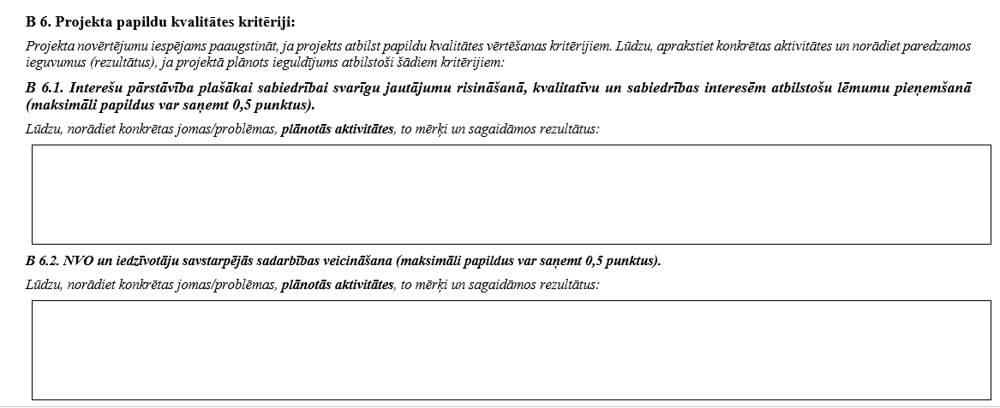 B 6. Projekta papildu kvalitātes kritēriji:
Projekta novērtējumu iespējams paaugstināt, ja projekts atbilst papildu kvalitātes vērtēšanas kritērijiem. Lūdzu, aprakstiet konkrētas aktivitātes un norādiet paredzamos
ieguvumus (rezultātus), ja projektā plānots ieguldījums atbilstoši šādiem kritērijiem:
B 6.1. Interešu pārstāvība plašākai sabiedrībai svarīgu jautājumu risināšanā, kvalitatīvu un sabiedrības interesēm atbilstošu lēmumu pieņemšanā
(maksimāli papildus var saņemt 0,5 punktus).
Lūdzu, norādiet konkrētas jomas/problēmas, plānotās aktivitātes, to mērķi un sagaidāmos rezultātus:
B 6.2. NVO un iedzīvotāju savstarpējās sadarbības veicināšana (maksimāli papildus var saņemt 0,5 punktus).
Lūdzu, norādiet konkrētas jomas/problēmas, plānotās aktivitātes, to mērķi un sagaidāmos rezultātus: